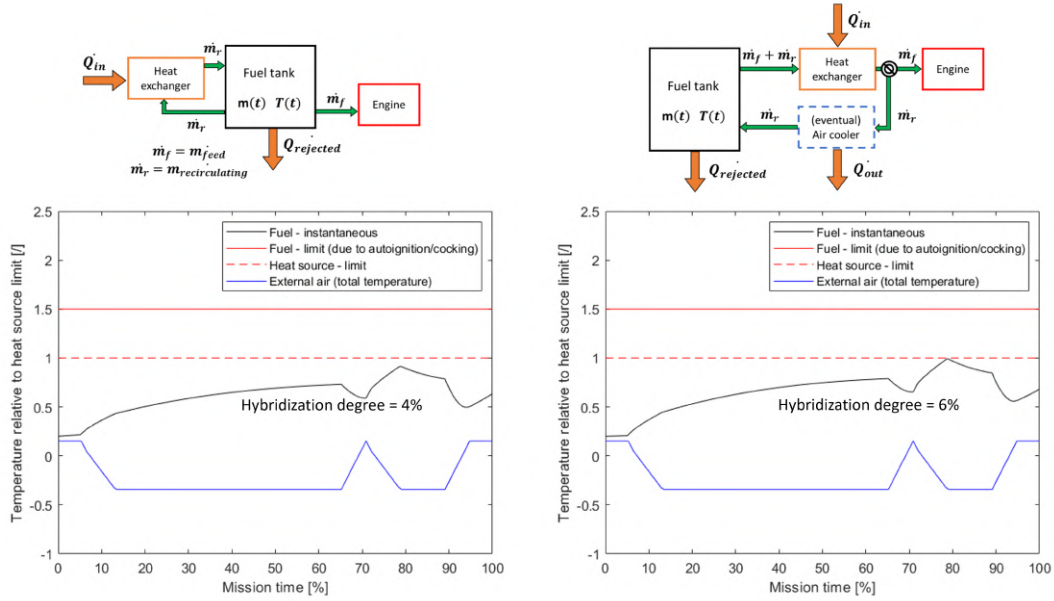 Q̇in
Heat
exchanger
ṁr
ṁr
Fuel tank
m(t) T(t)
ṁf
Engine
Q̇rejected
ṁf = ṁfeed
ṁr = ṁrecirculating
Temperature relative to heat source limit [/]
2.5
2
1.5
1
0.5
0
-0.5
-1
Fuel - instantaneous
Fuel - limit (due to autoignition/cocking)
Heat source - limit
External air (total temperature)
Hybridization degree = 4%
0 10 20 30 40 50 60 70 80 90 100
Mission time [%]
Q̇in
Fuel tank
m(t) T(t)
ṁf + ṁr
Heat
exchanger
ṁf
Engine
ṁr
(eventual)
Air cooler
ṁr
Q̇rejected
Q̇out
Temperature relative to heat source limit [/]
2.5
2
1.5
1
0.5
0
-0.5
-1
Fuel - instantaneous
Fuel - limit (due to autoignition/cocking)
Heat source - limit
External air (total temperature)
Hybridization degree = 6%
0 10 20 30 40 50 60 70 80 90 100
Mission time [%]